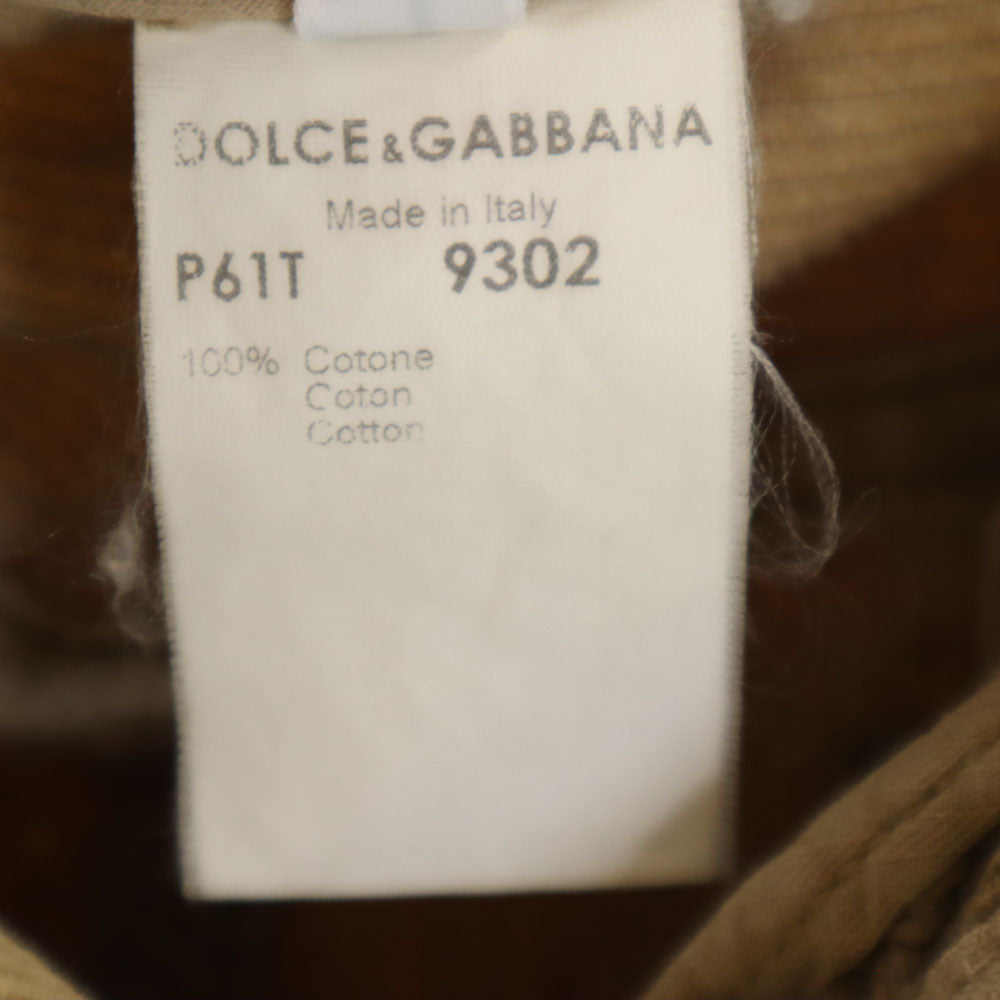 DOLCE&GABBANA
Made in Italy
P61T 9302
100% Cotone
Coton
Cotton